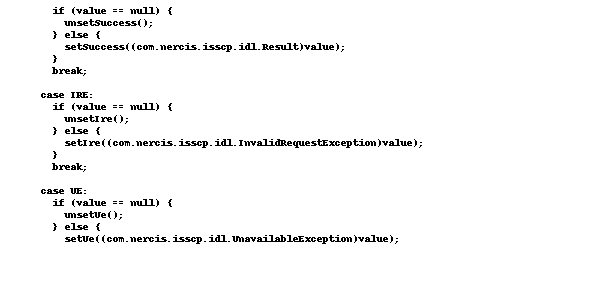 if (value == null) {
unsetSuccess();
} else {
setSuccess((com.nercis.isscp.idl.Result)value);
}
break;
case IRE:
if (value == null) {
unsetIre();
} else {
setIre((com.nercis.isscp.idl.InvalidRequestException)value);
}
break;
case UE:
if (value == null) {
unsetUe();
} else {
setUe((com.nercis.isscp.idl.UnavailableException)value);